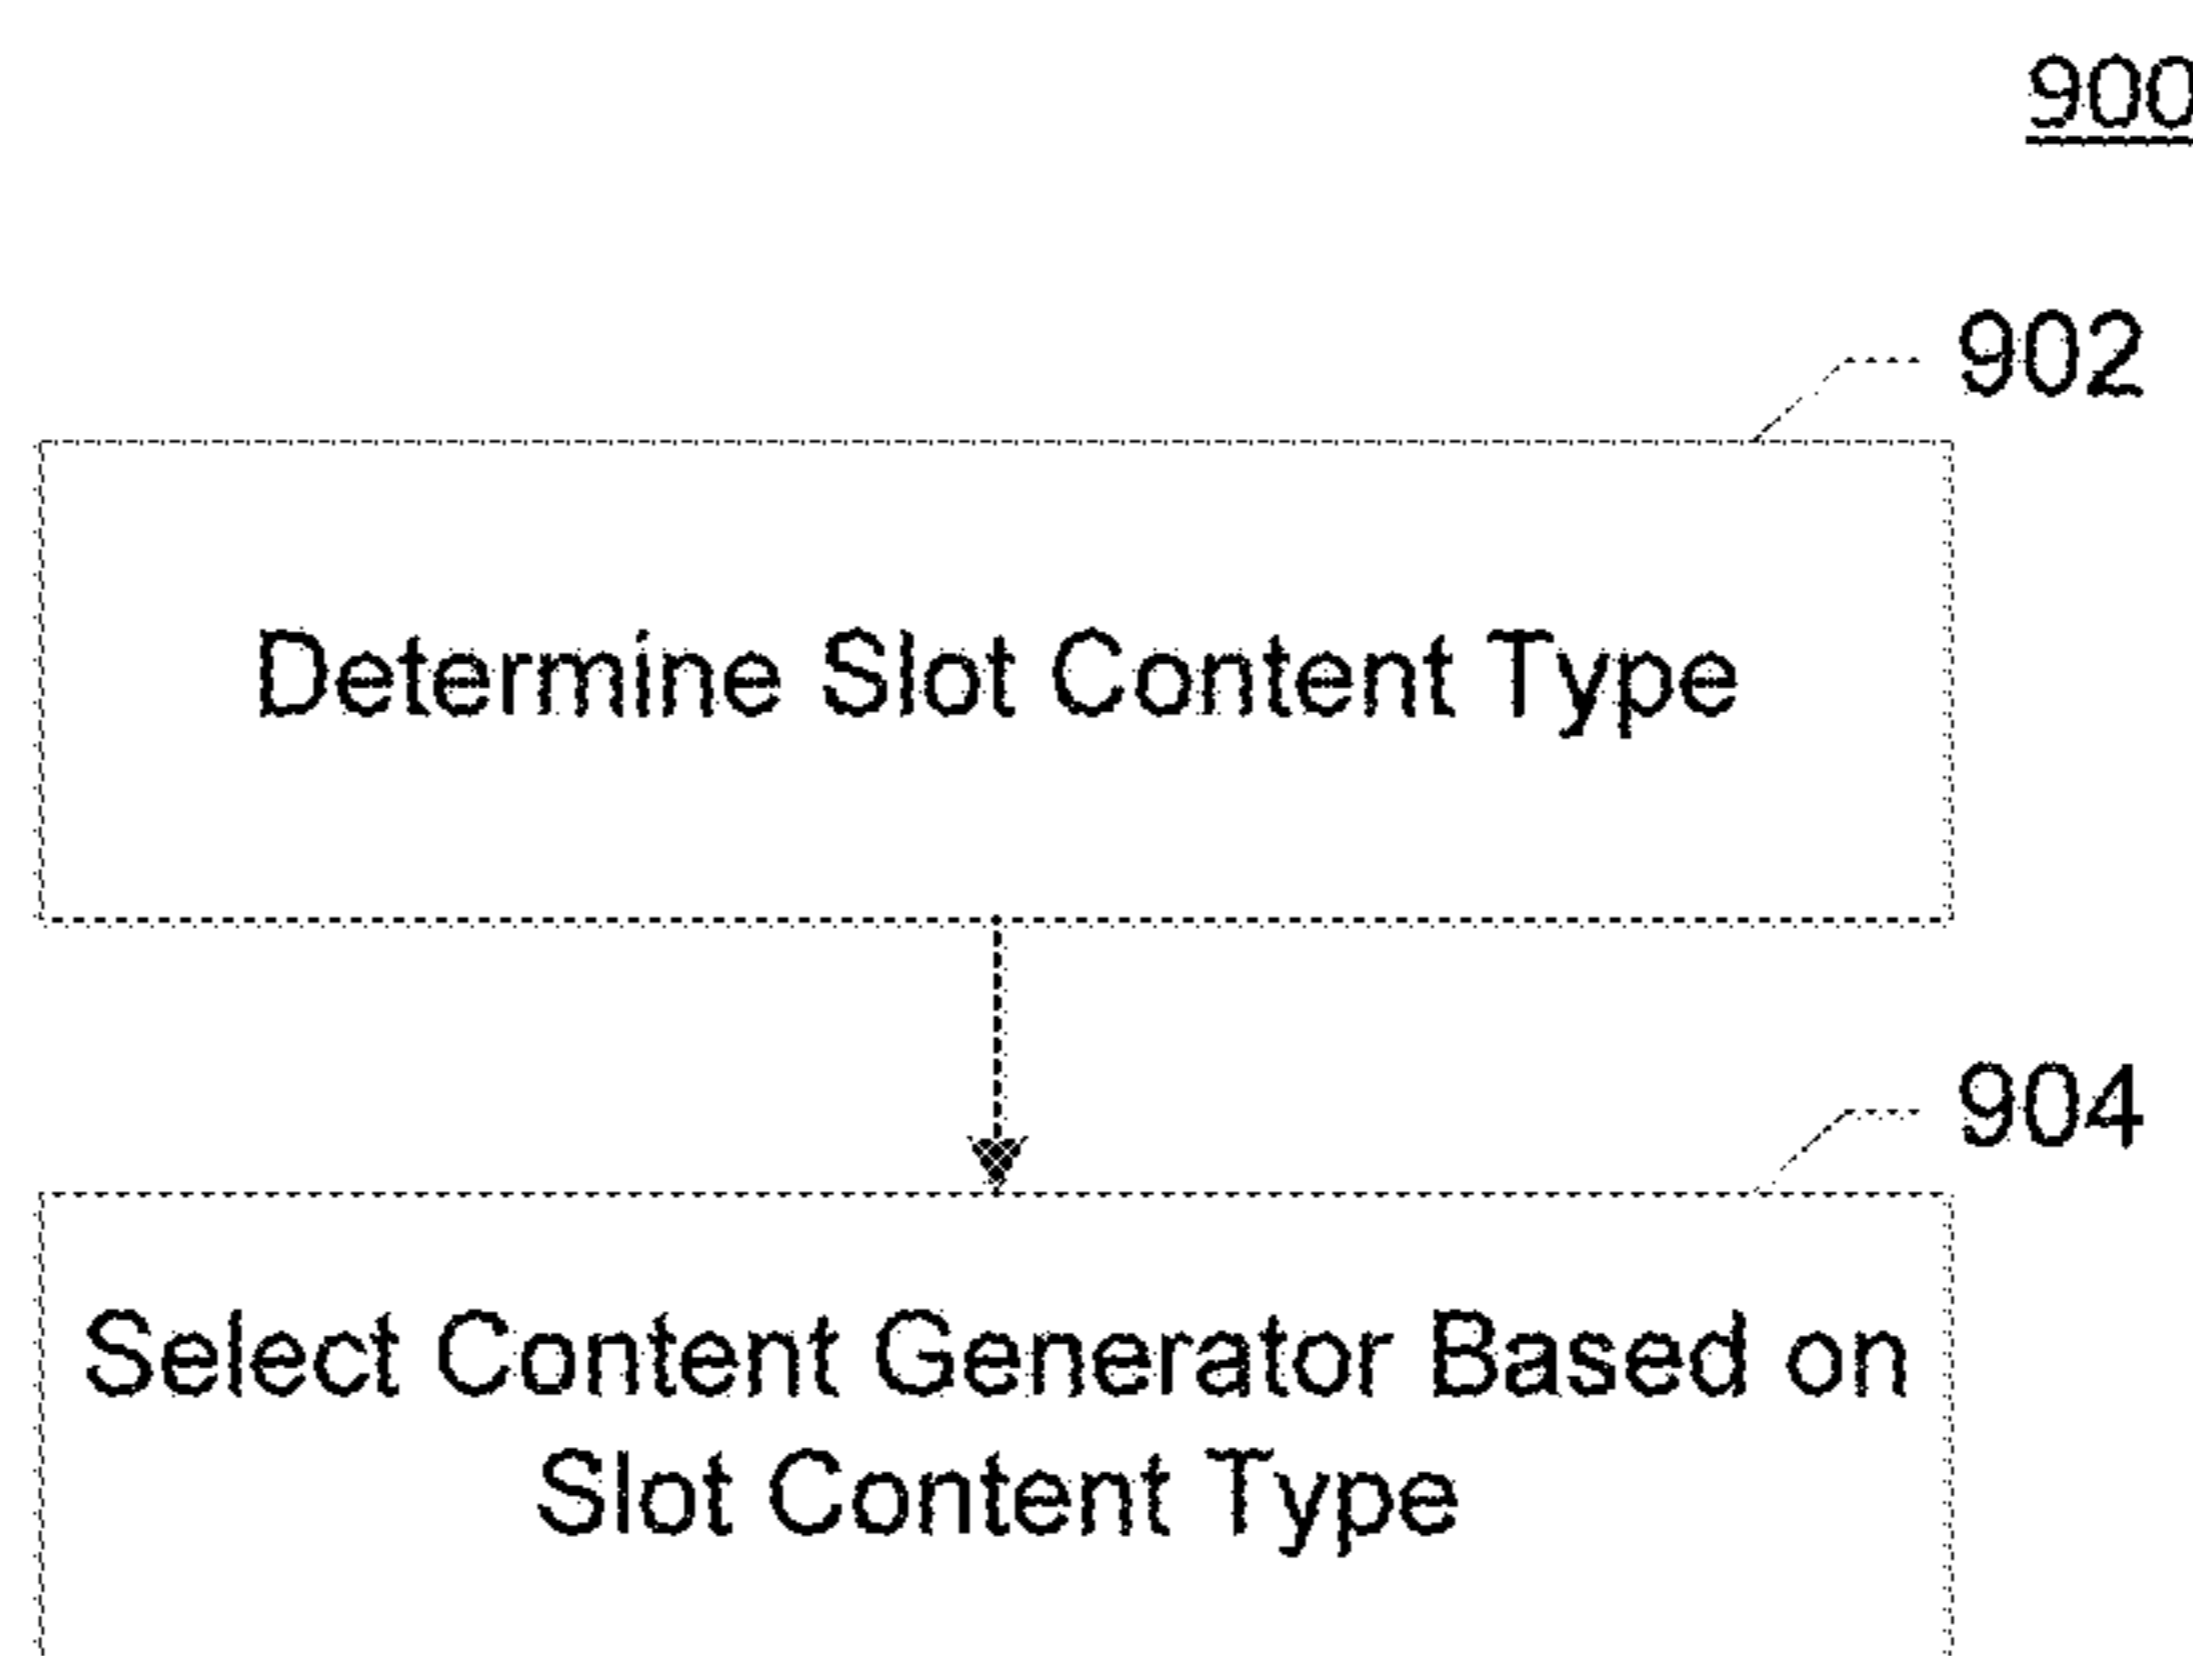 900
902
Determine Slot Content Type
904
Select Content Generator Based on
Slot Content Type